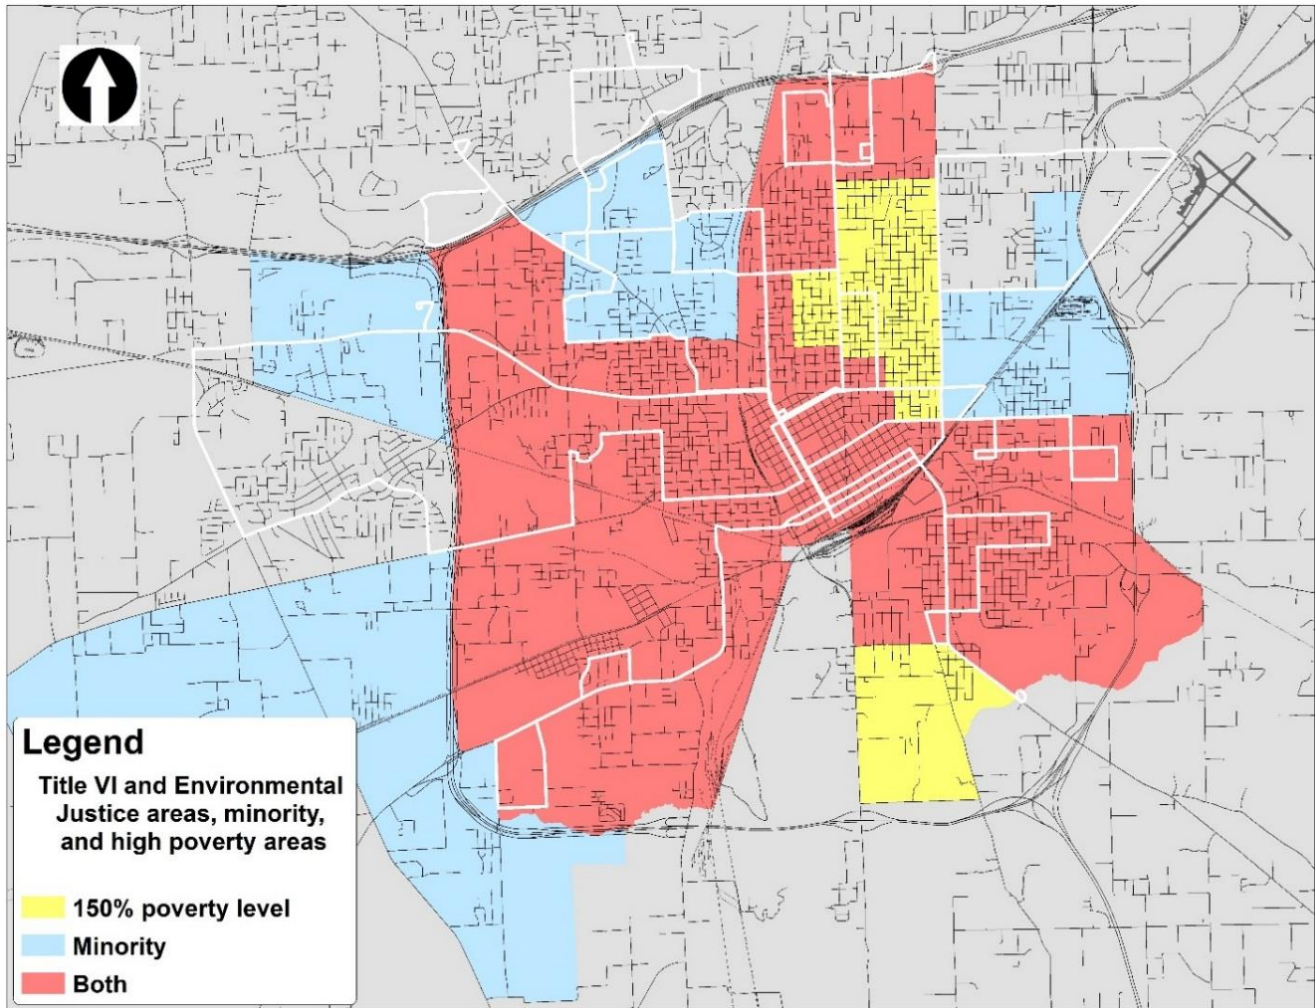 Legend
Title VI and Environmental
Justice areas, minority,
and high poverty areas
150% poverty level
Minority
Both